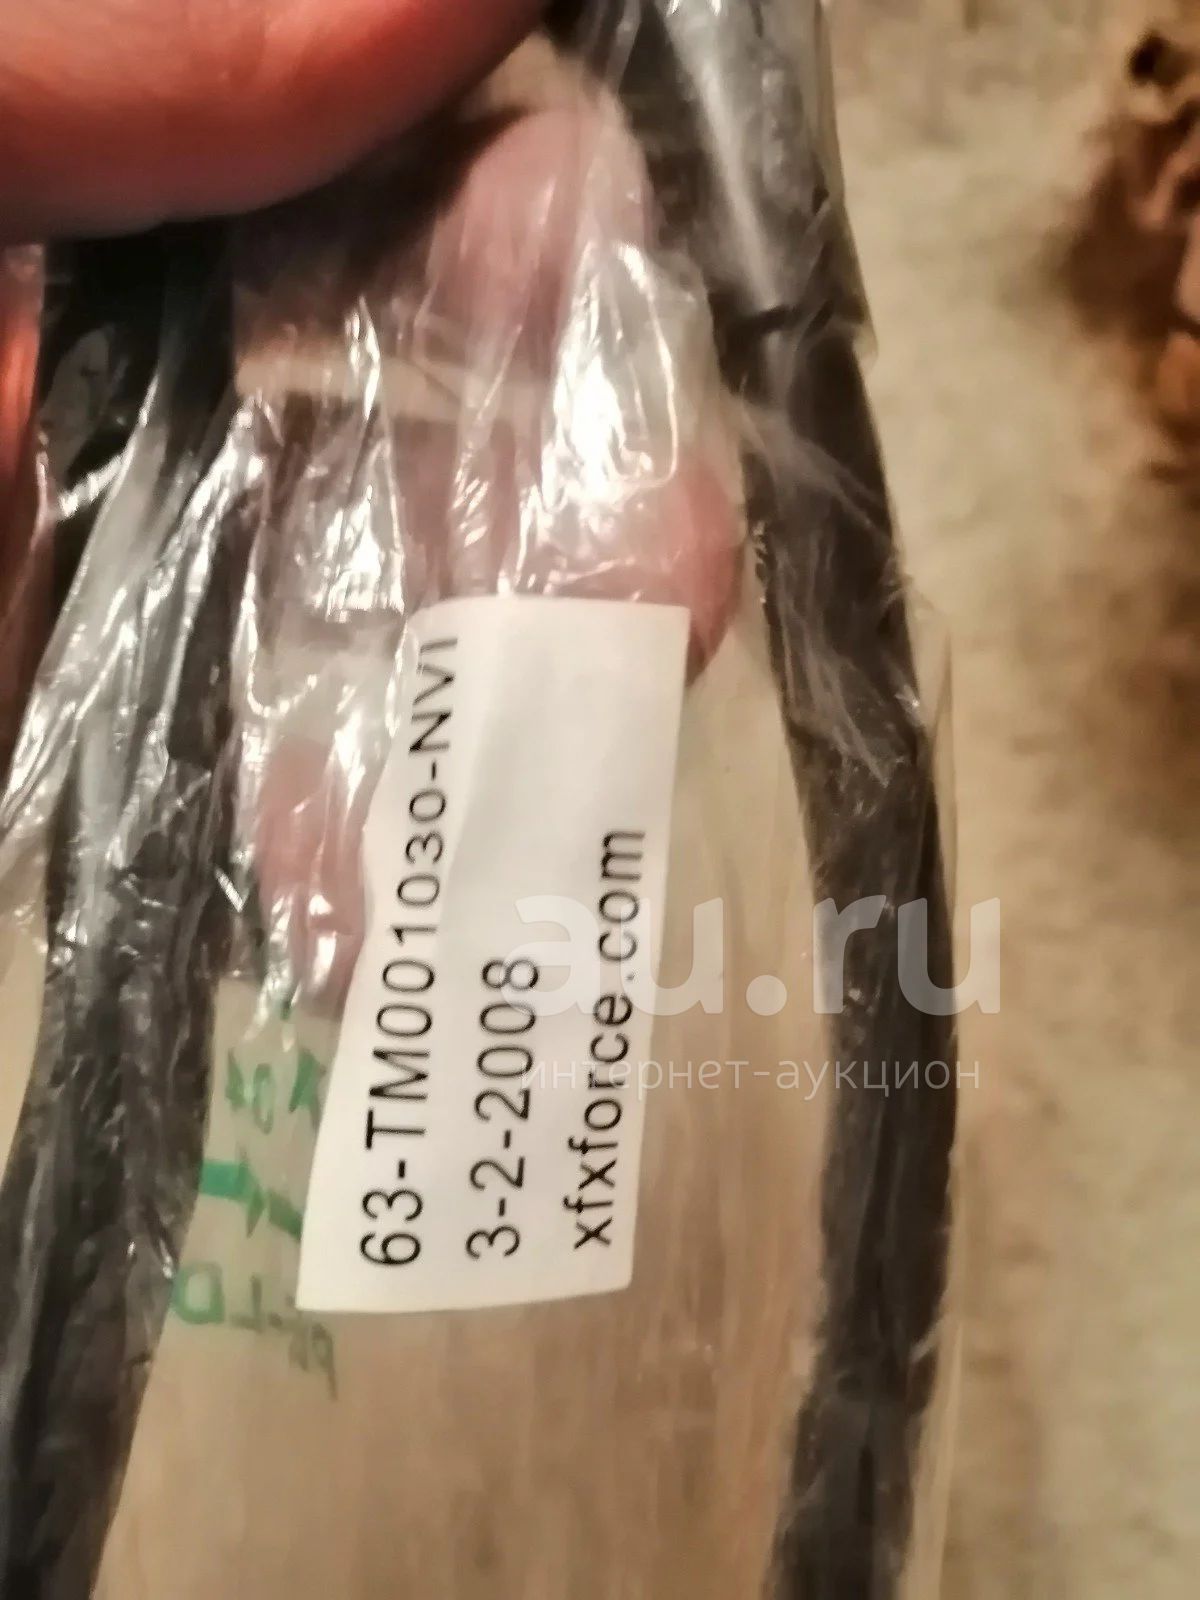 63-TM001030-NVI
3-2-2008
xfxforce.com
au.ru
интернет-аукцион